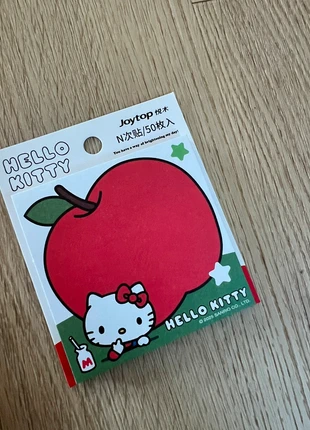 Joytop 悦木
N次贴/50枚入
You have a way of brightening my day!
HELLO
KITTY
HELLO KITTY
M